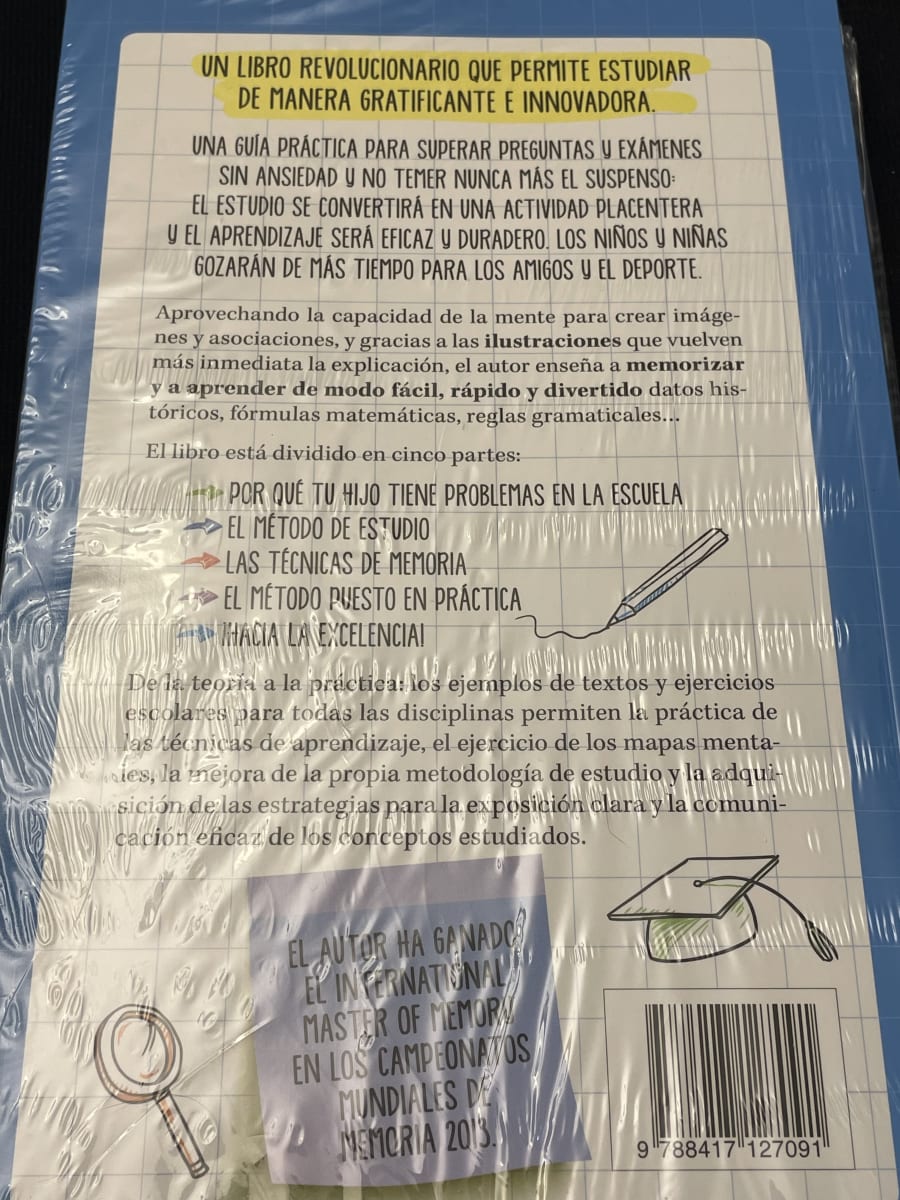 UN LIBRO REVOLUCIONARIO QUE PERMITE ESTUDIAR
DE MANERA GRATIFICANTE E INNOVADORA.
UNA GUÍA PRÁCTICA PARA SUPERAR PREGUNTAS Y EXÁMENES
SIN ANSIEDAD Y NO TEMER NUNCA MÁS EL SUSPENSO:
EL ESTUDIO SE CONVERTIRÁ EN UNA ACTIVIDAD PLACENTERA
Y EL APRENDIZAJE SERÁ EFICAZ Y DURADERO. LOS NIÑOS Y NIÑAS
GOZARÁN DE MÁS TIEMPO PARA LOS AMIGOS Y EL DEPORTE.
Aprovechando la capacidad de la mente para crear imáge-
nes y asociaciones, y gracias a las ilustraciones que vuelven
más inmediata la explicación, el autor enseña a memorizar
y a aprender de modo fácil, rápido y divertido datos his-
tóricos, fórmulas matemáticas, reglas gramaticales...
El libro está dividido en cinco partes:
POR QUÉ TU HIJO TIENE PROBLEMAS EN LA ESCUELA
EL MÉTODO DE ESTUDIO
LAS TÉCNICAS DE MEMORIA
EL MÉTODO PUESTO EN PRÁCTICA
¡HACIA LA EXCELENCIA!
De la teoría a la práctica: los ejemplos de textos y ejercicios
escolares para todas las disciplinas permiten la práctica de
las técnicas de aprendizaje, el ejercicio de los mapas menta-
les, la mejora de la propia metodología de estudio y la adqui-
sición de las estrategias para la exposición clara y la comuni-
cación eficaz de los conceptos estudiados.
EL AUTOR HA GANADO
EL INTERNATIONAL
MASTER OF MEMORY
EN LOS CAMPEONATOS
MUNDIALES DE
MEMORIA 2013.
9 788417 127091